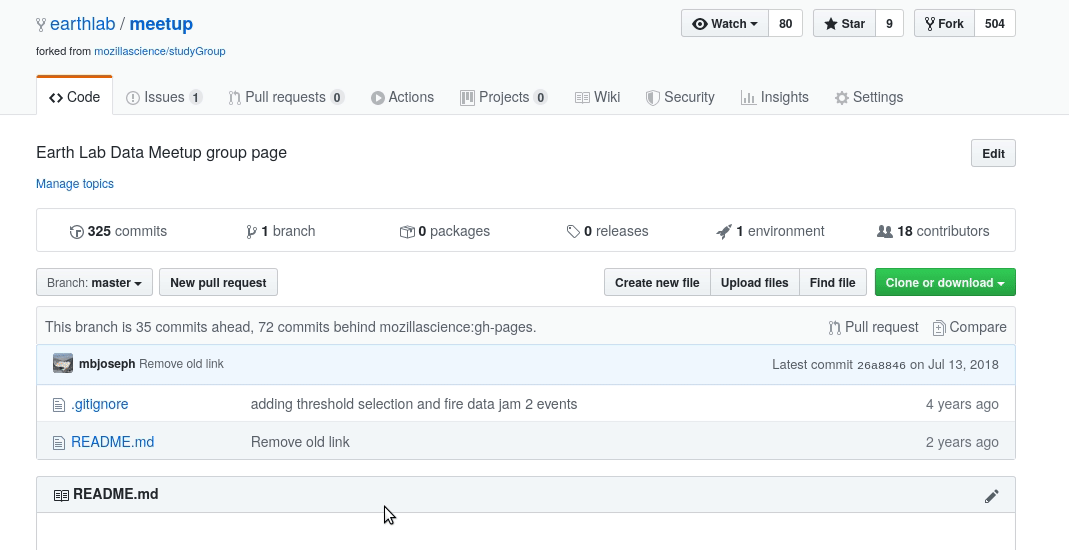 earthlab / meetup Watch 80 Star 9 Fork 504
forked from mozillascience/studyGroup
Code Issues 1 Pull requests 0 Actions Projects 0 Wiki Security Insights Settings
Earth Lab Data Meetup group page Edit
Manage topics
325 commits 1 branch 0 packages 0 releases 1 environment 18 contributors
Branch: master New pull request Create new file Upload files Find file Clone or download
This branch is 35 commits ahead, 72 commits behind mozillascience:gh-pages. Pull request Compare
mbjoseph Remove old link Latest commit 26a8846 on Jul 13, 2018
.gitignore adding threshold selection and fire data jam 2 events 4 years ago
README.md Remove old link 2 years ago
README.md